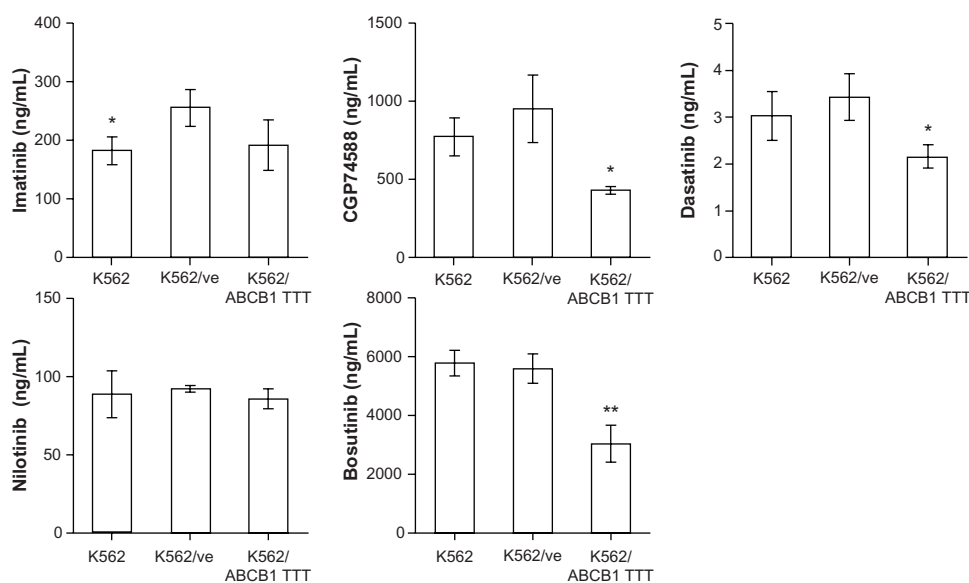 400
300
200
100
0
Imatinib (ng/mL)
*
K562
K562/ve
K562/
ABCB1 TTT
1500
1000
500
0
CGP74588 (ng/mL)
*
K562
K562/ve
K562/
ABCB1 TTT
5
4
3
2
1
0
Dasatinib (ng/mL)
*
K562
K562/ve
K562/
ABCB1 TTT
150
100
50
0
Nilotinib (ng/mL)
K562
K562/ve
K562/
ABCB1 TTT
8000
6000
4000
2000
0
Bosutinib (ng/mL)
**
K562
K562/ve
K562/
ABCB1 TTT